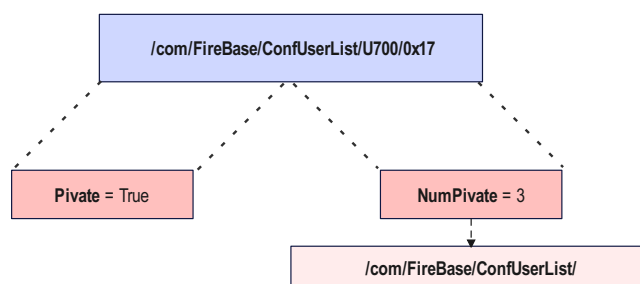 /com/FireBase/ConfUserList/U700/0x17
Pivate = True
NumPivate = 3
/com/FireBase/ConfUserList/